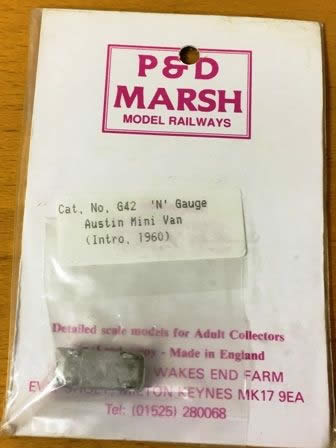 P&D
MARSH
MODEL RAILWAYS
Cat. No. G42 'N' Gauge
Austin Mini Van
(Intro. 1960)
Detailed scale models for Adult Collectors
- Made in England
WAKES END FARM
MILTON KEYNES MK17 9EA
Tel: (01525) 280068